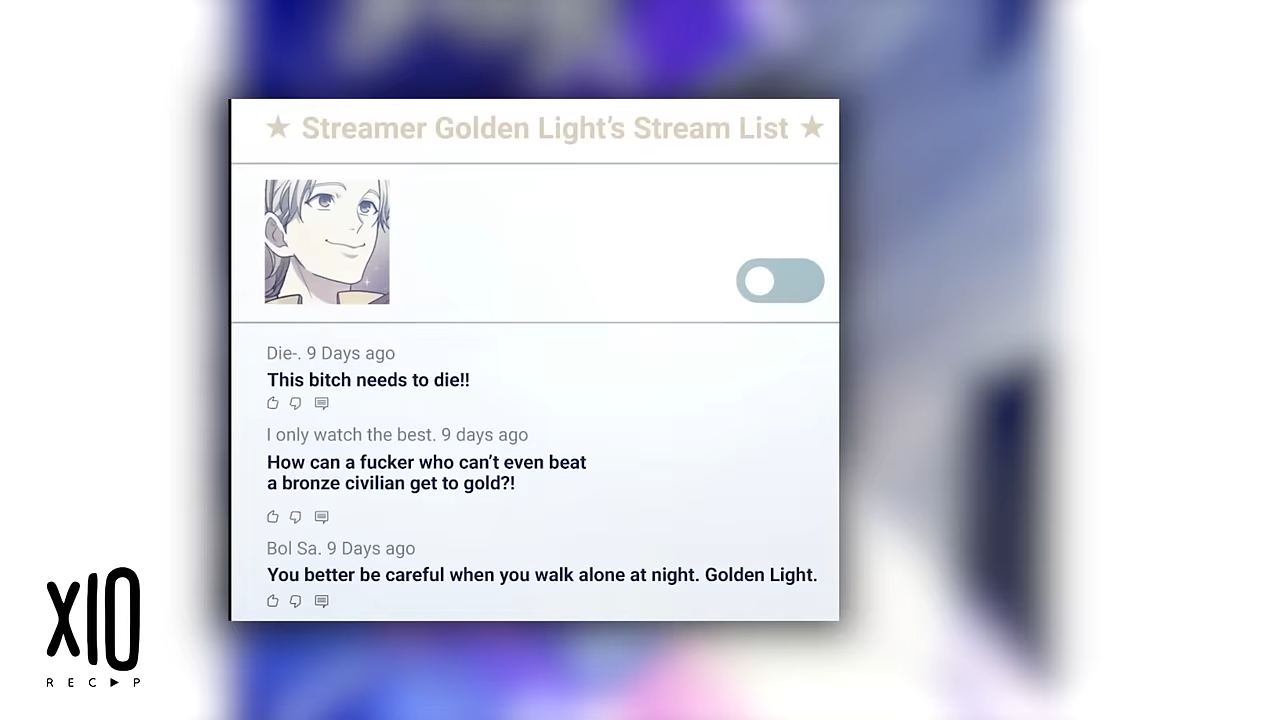 ★ Streamer Golden Light's Stream List ★
Die-. 9 Days ago
This bitch needs to die!!
I only watch the best. 9 days ago
How can a fucker who can't even beat
a bronze civilian get to gold?!
Bol Sa. 9 Days ago
You better be careful when you walk alone at night. Golden Light.
X10
RECAP